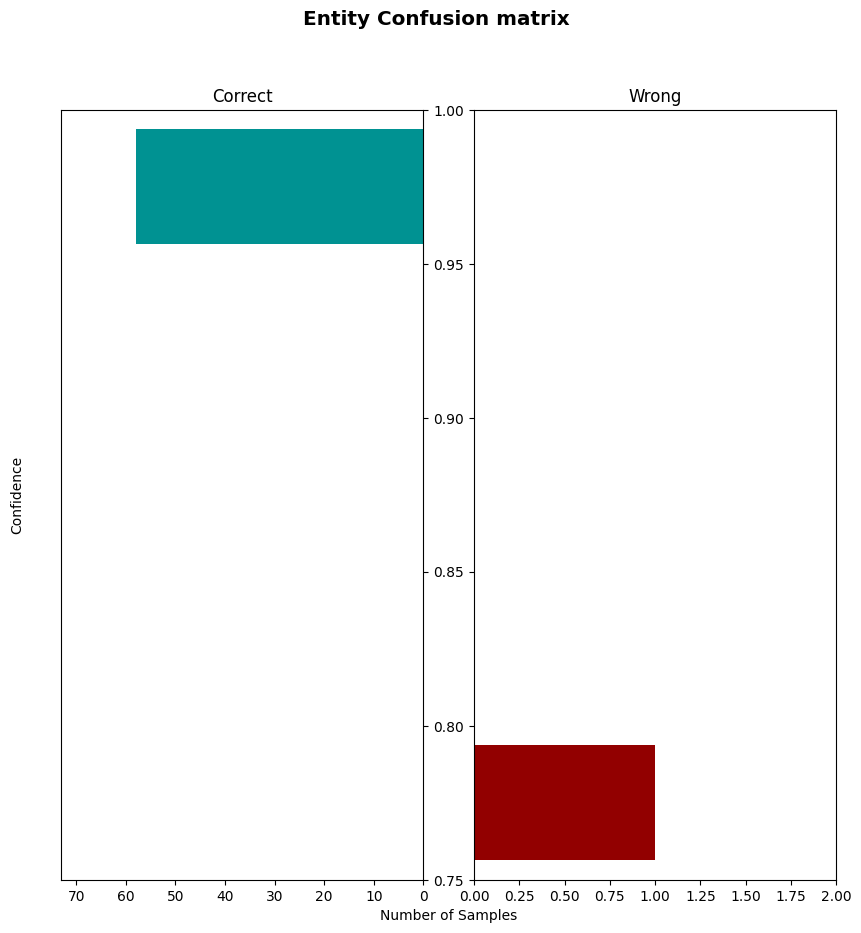 Entity Confusion matrix
Correct
Wrong
1.00
0.95
0.90
0.85
0.80
0.75
Confidence
70 60 50 40 30 20 10 0
0.00 0.25 0.50 0.75 1.00 1.25 1.50 1.75 2.00
Number of Samples